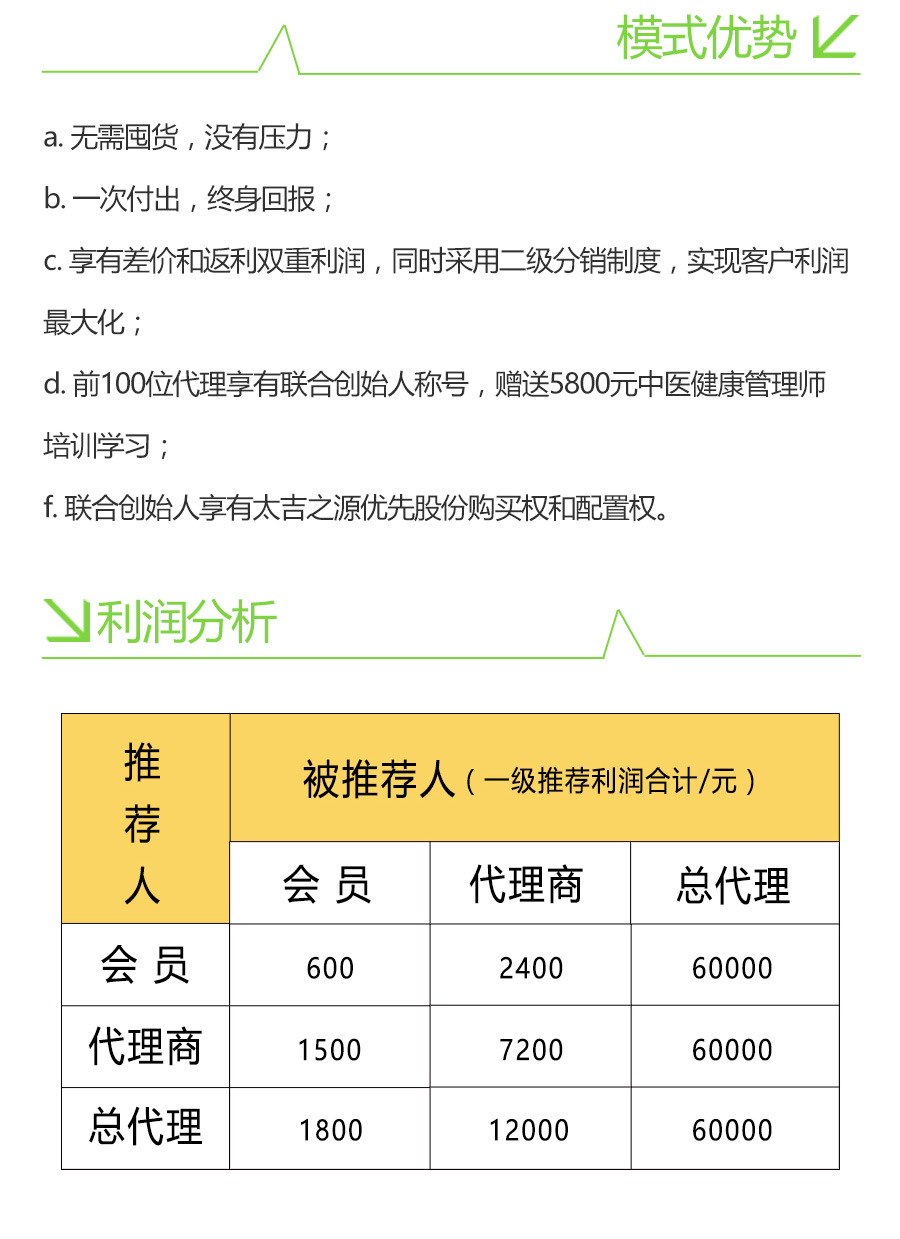 模式优势
a. 无需囤货，没有压力；
b. 一次付出，终身回报；
c. 享有差价和返利双重利润，同时采用二级分销制度，实现客户利润
最大化；
d. 前100位代理享有联合创始人称号，赠送5800元中医健康管理师
培训学习；
f. 联合创始人享有太吉之源优先股份购买权和配置权。
利润分析
推荐人
被推荐人（一级推荐利润合计/元）
会 员 代理商 总代理
会 员 600 2400 60000
代理商 1500 7200 60000
总代理 1800 12000 60000